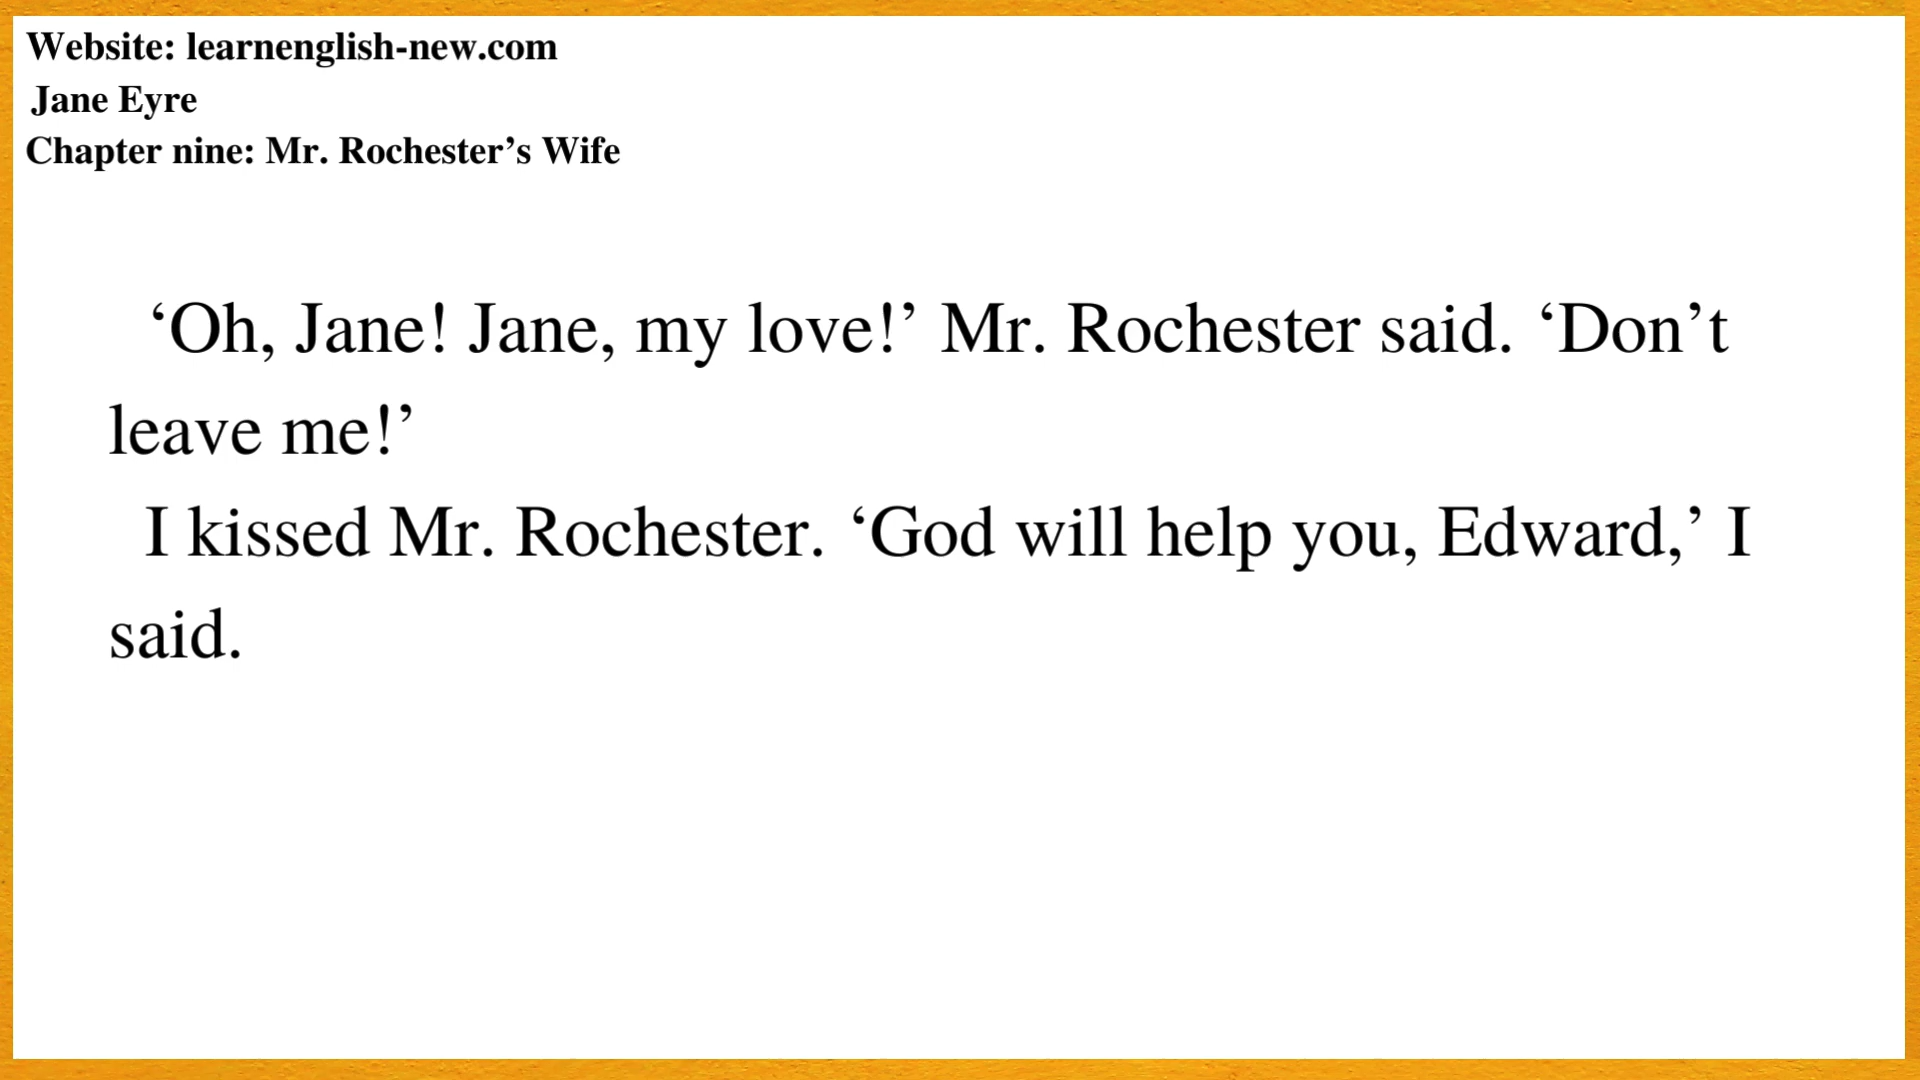 Website: learnenglish-new.com
Jane Eyre
Chapter nine: Mr. Rochester’s Wife
‘Oh, Jane! Jane, my love!’ Mr. Rochester said. ‘Don’t
leave me!’
I kissed Mr. Rochester. ‘God will help you, Edward,’ I
said.